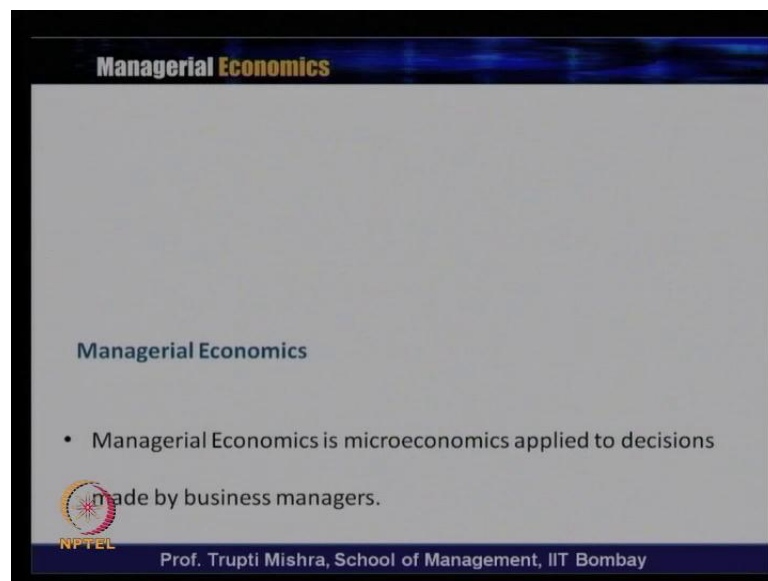 Managerial Economics
Managerial Economics
• Managerial Economics is microeconomics applied to decisions
made by business managers.
NPTEL
Prof. Trupti Mishra, School of Management, IIT Bombay